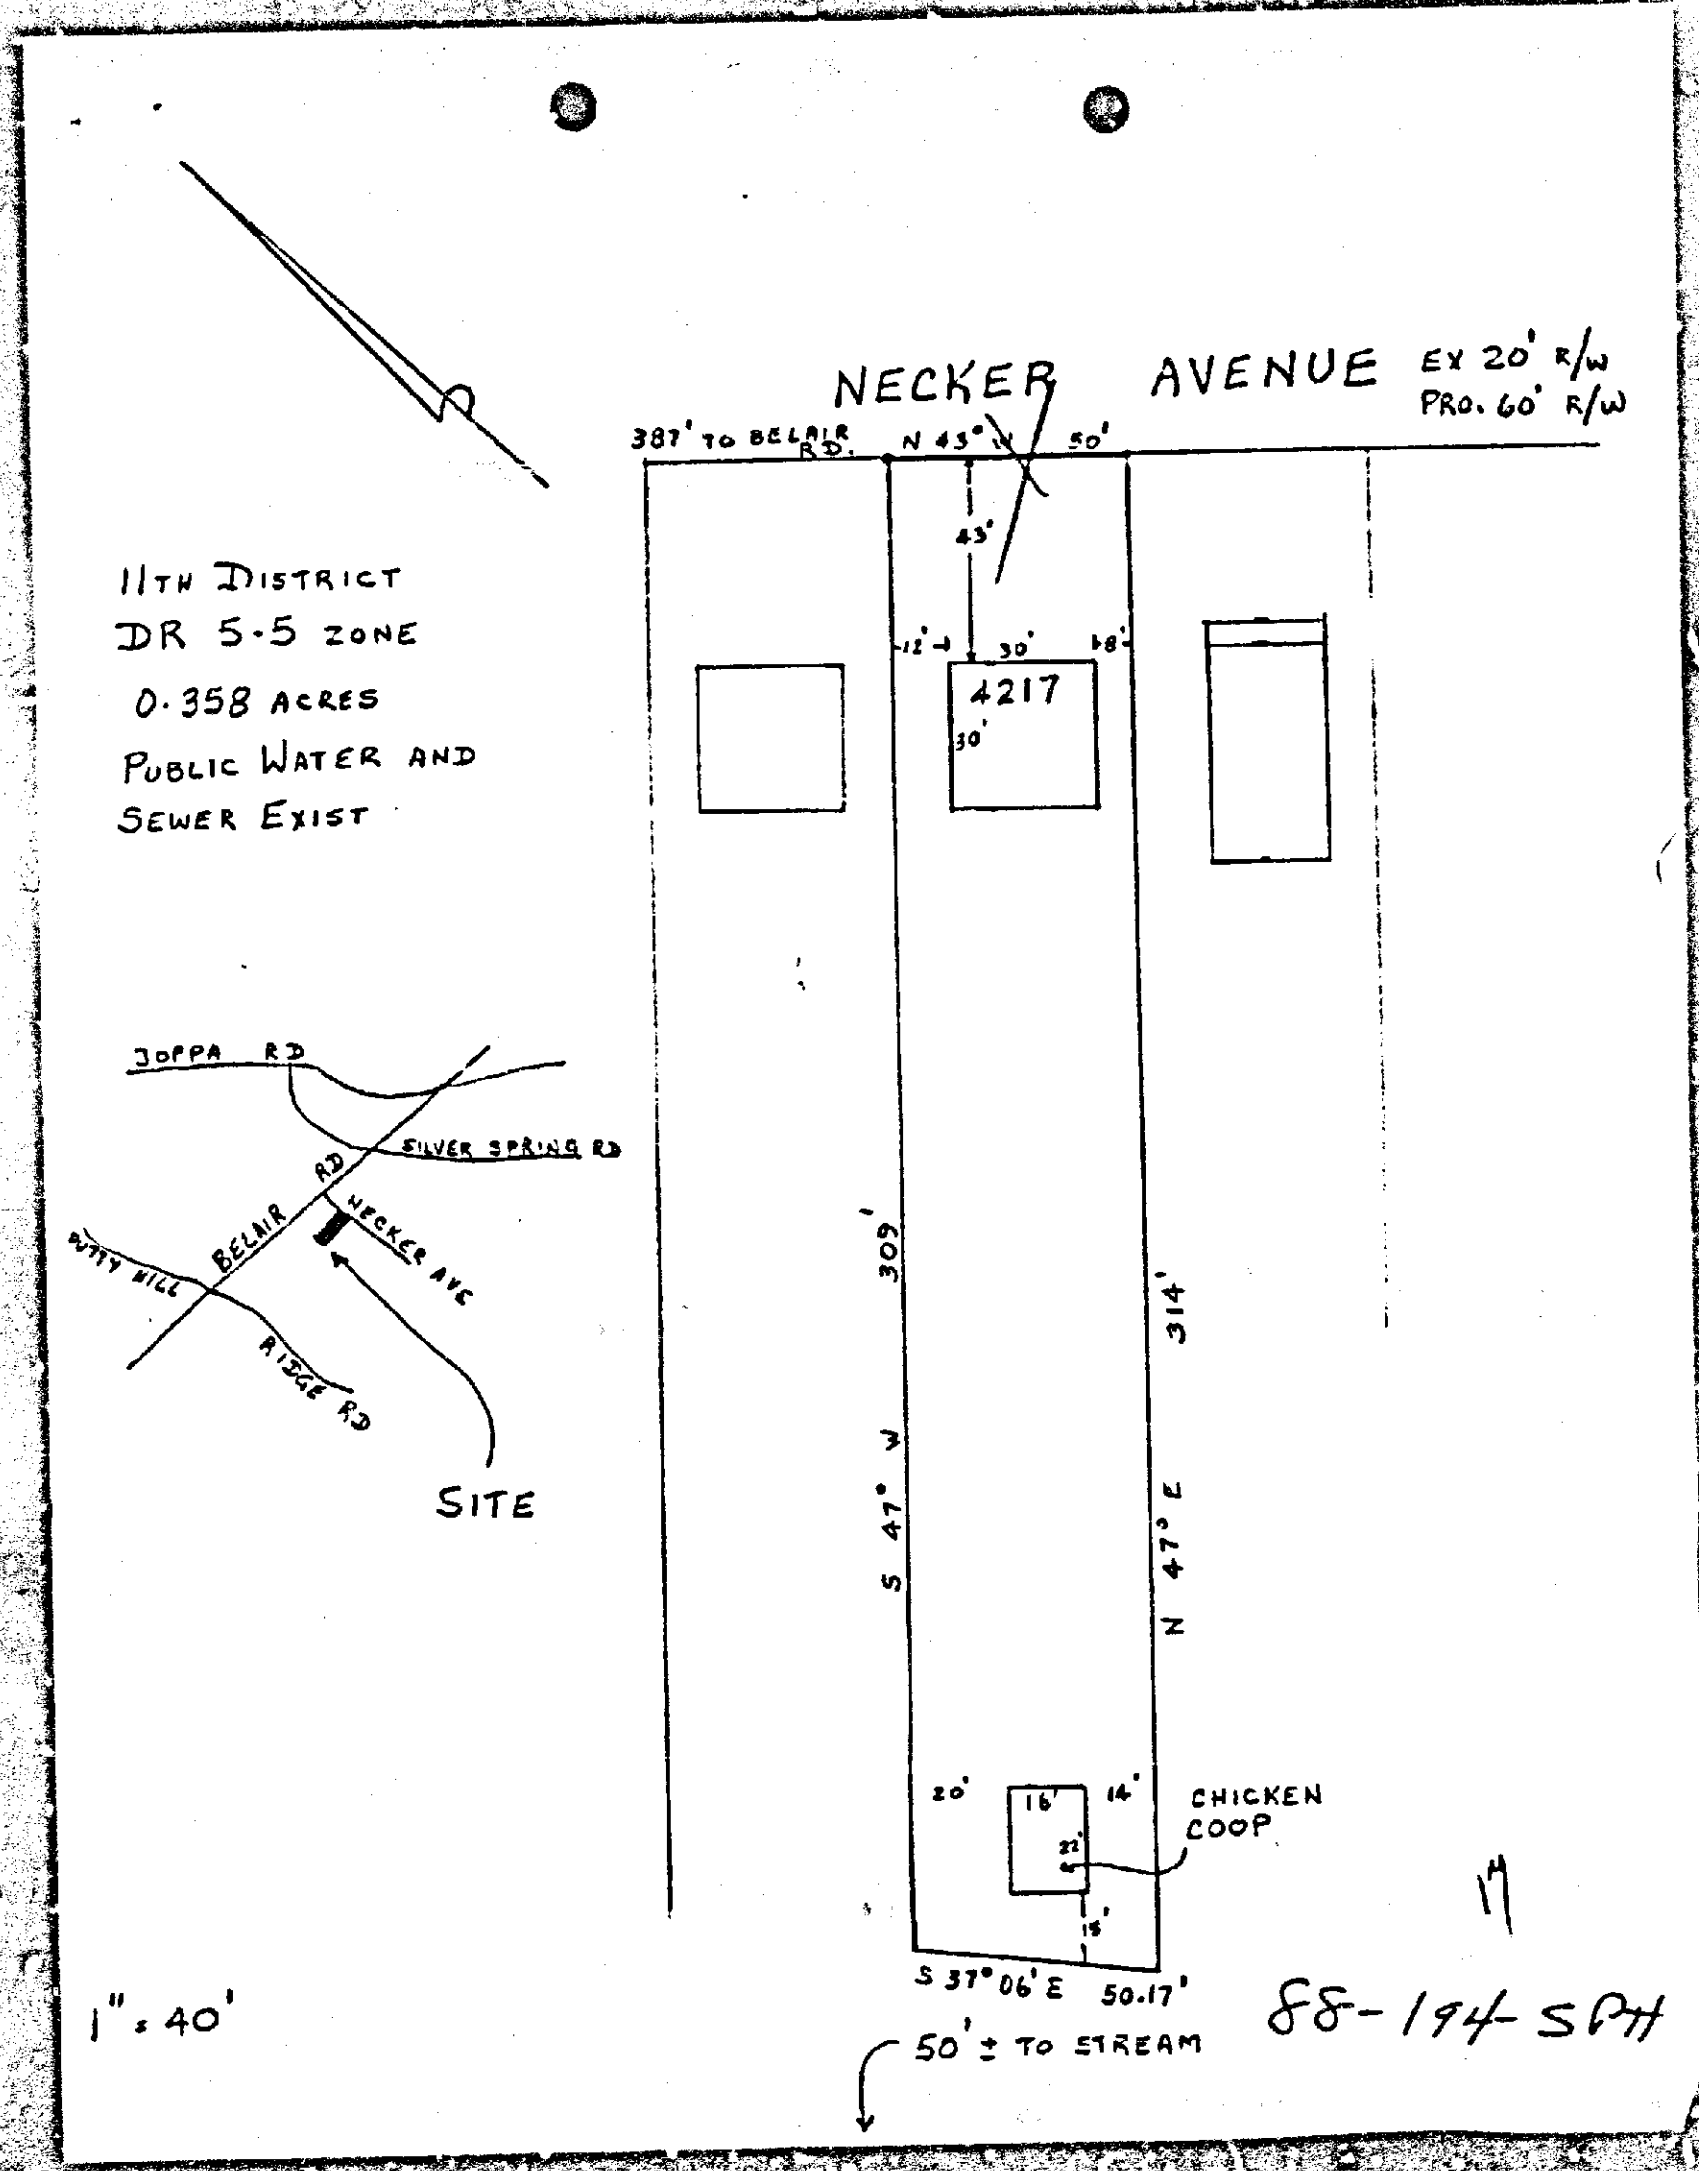 NECKER AVENUE EX 20' R/W
PRO. 60' R/W
387' TO BELAIR
RD.
N 43° W 50'
43'
11TH DISTRICT
DR 5.5 ZONE
0.358 ACRES
PUBLIC WATER AND
SEWER EXIST
12' 30' 8'
4217
30'
JOPPA RD
SILVER SPRING RD
BELAIR RD
NECKER AVE
PUTTY HILL
RIDGE RD
SITE
S 47° W 309'
N 47° E 314'
20' 16' 14'
22'
CHICKEN
COOP
15'
S 37° 06' E 50.17'
1" = 40'
50' ± TO STREAM
88-194-SPH